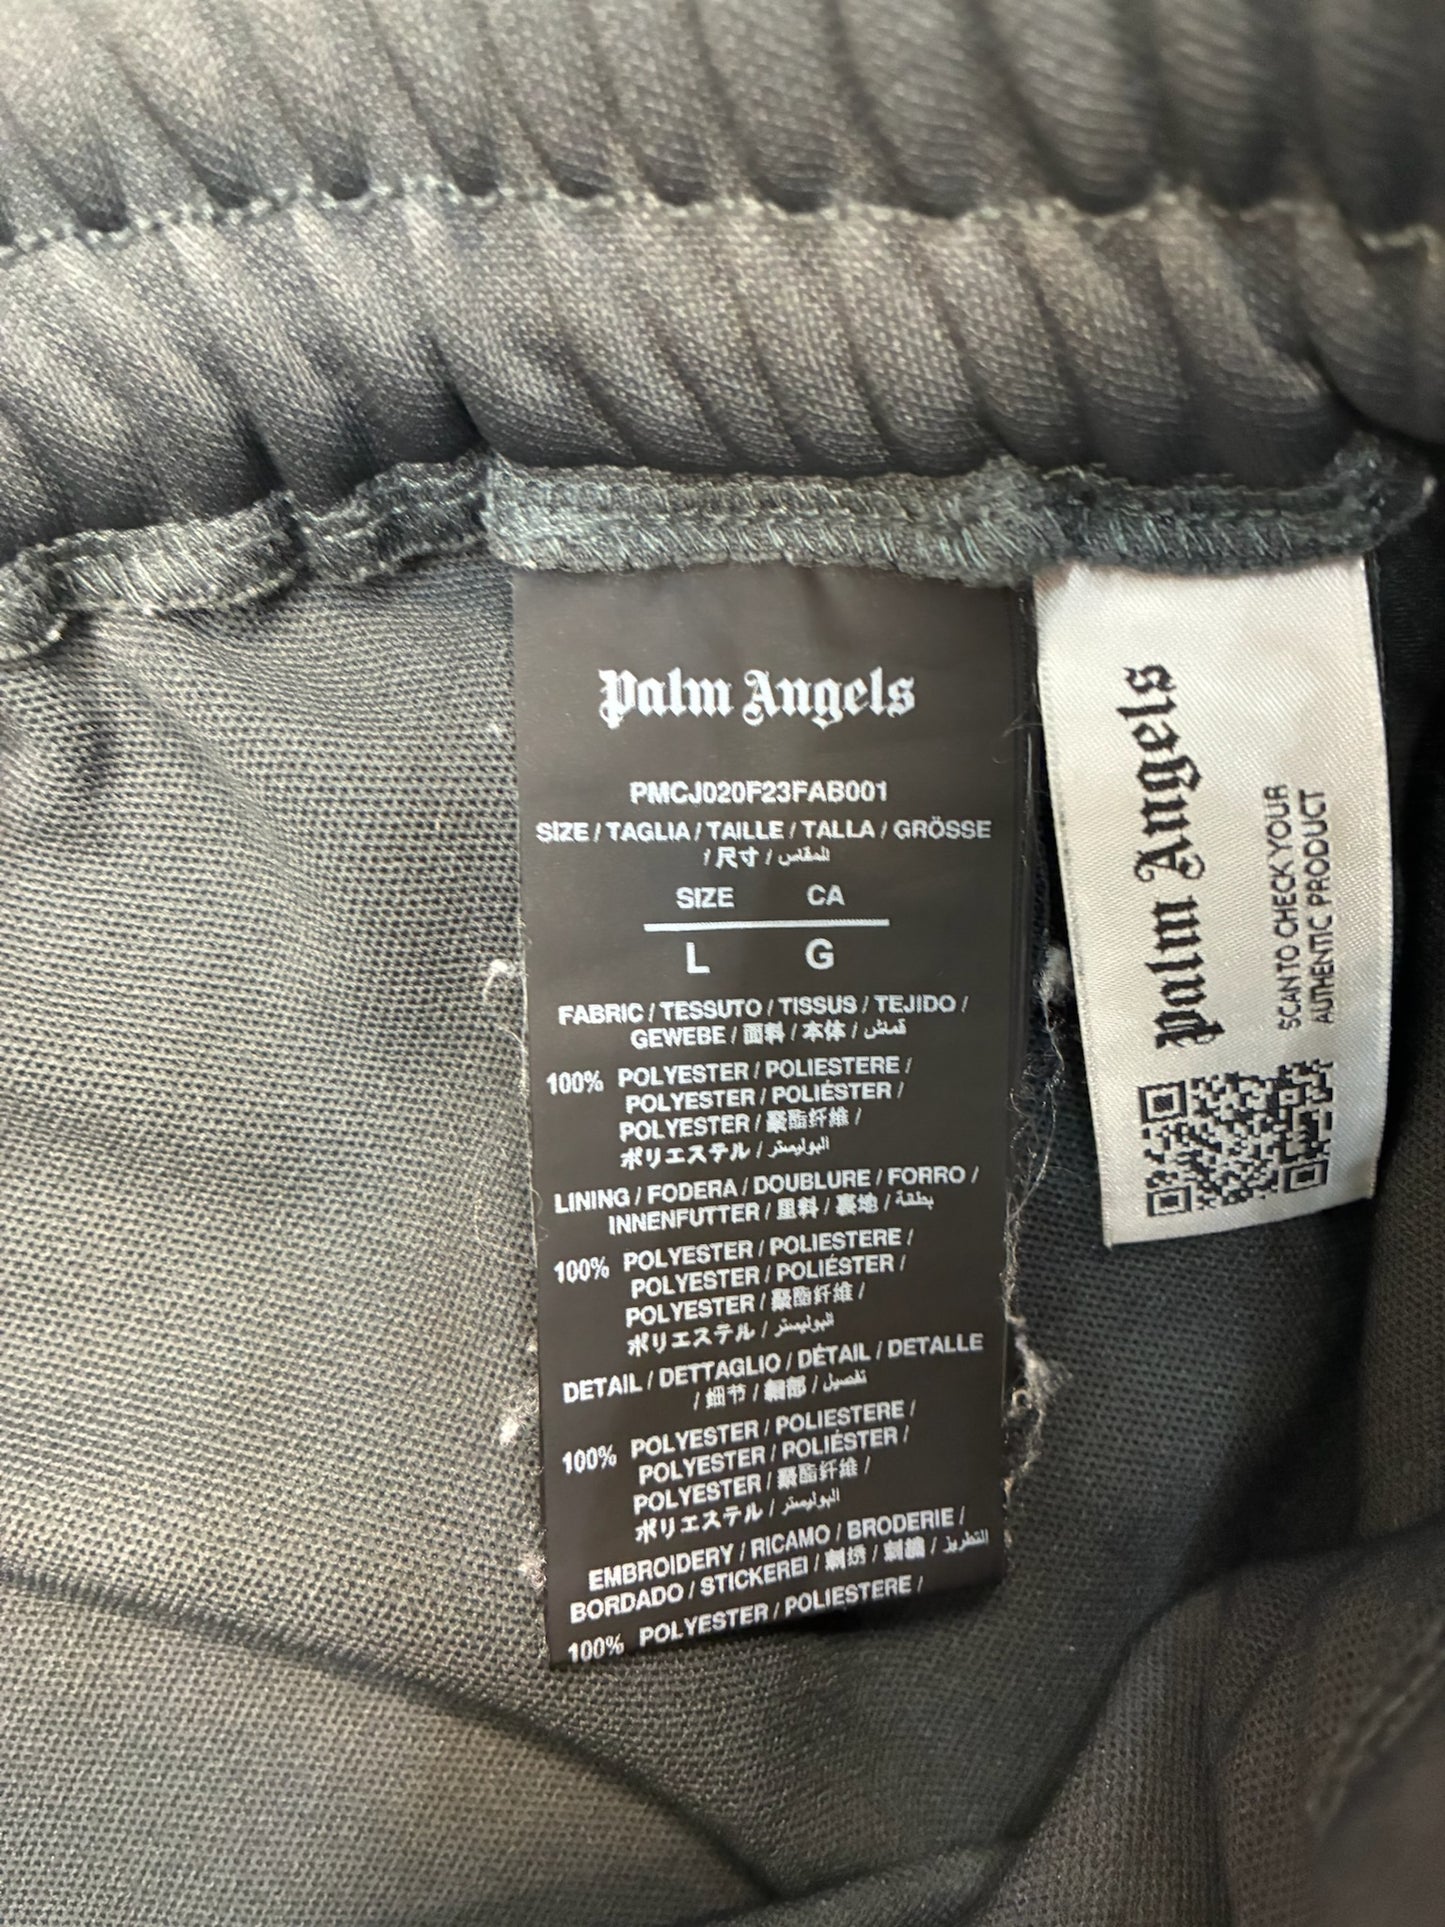 Palm Angels
PMCJ020F23FAB001
SIZE / TAGLIA / TAILLE / TALLA / GRÖSSE
/ 尺寸 / المقاس
SIZE CA
L G
FABRIC / TESSUTO / TISSUS / TEJIDO /
GEWEBE / 面料 / 本体 / قماش
100% POLYESTER / POLIESTERE /
POLYESTER / POLIÉSTER /
POLYESTER / 聚酯纤维 /
ポリエステル / البوليستر
LINING / FODERA / DOUBLURE / FORRO /
INNENFUTTER / 里料 / 裏地 / بطانة
100% POLYESTER / POLIESTERE /
POLYESTER / POLIÉSTER /
POLYESTER / 聚酯纤维 /
ポリエステル / البوليستر
DETAIL / DETTAGLIO / DÉTAIL / DETALLE
/ 细节 / 細部 / تفصيل
100% POLYESTER / POLIESTERE /
POLYESTER / POLIÉSTER /
POLYESTER / 聚酯纤维 /
ポリエステル / البوليستر
EMBROIDERY / RICAMO / BRODERIE /
BORDADO / STICKEREI / 刺绣 / 刺繍 / التطريز
100% POLYESTER / POLIESTERE /
Palm Angels
SCAN TO CHECK YOUR
AUTHENTIC PRODUCT